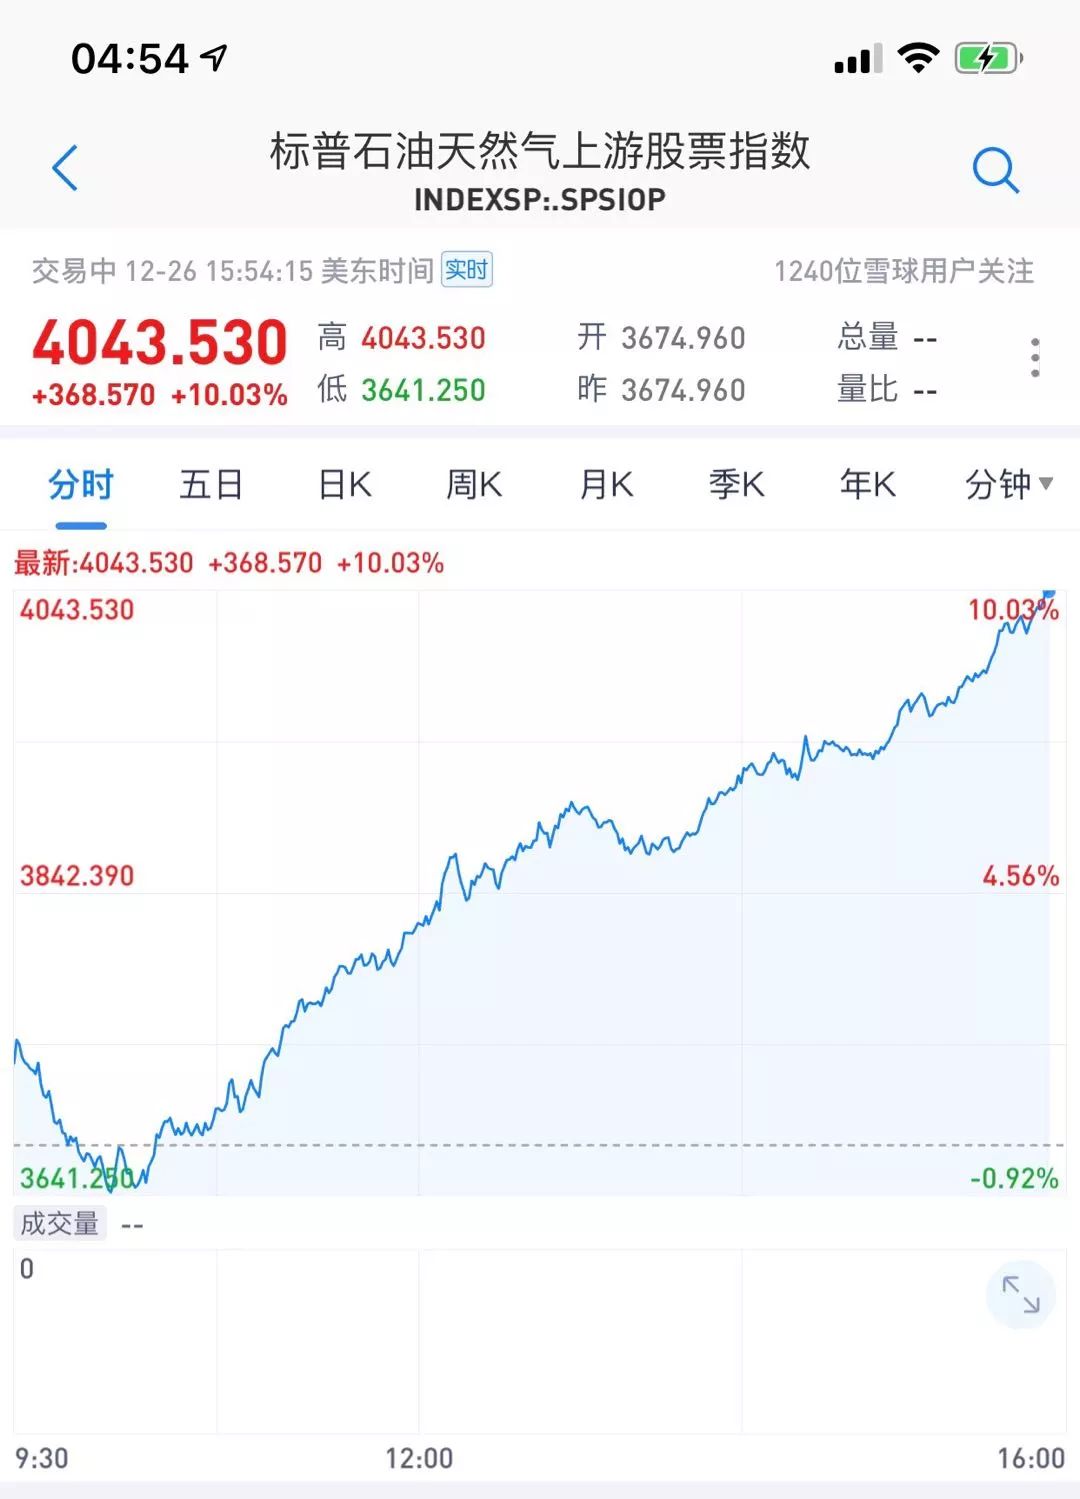 04:54
标普石油天然气上游股票指数
INDEXSP:.SPSIOP
交易中 12-26 15:54:15 美东时间 实时 1240位雪球用户关注
4043.530 高 4043.530 开 3674.960 总量 --
+368.570 +10.03% 低 3641.250 昨 3674.960 量比 --
分时 五日 日K 周K 月K 季K 年K 分钟
最新:4043.530 +368.570 +10.03%
4043.530 10.03%
3842.390 4.56%
3641.250 -0.92%
成交量 --
0
9:30 12:00 16:00